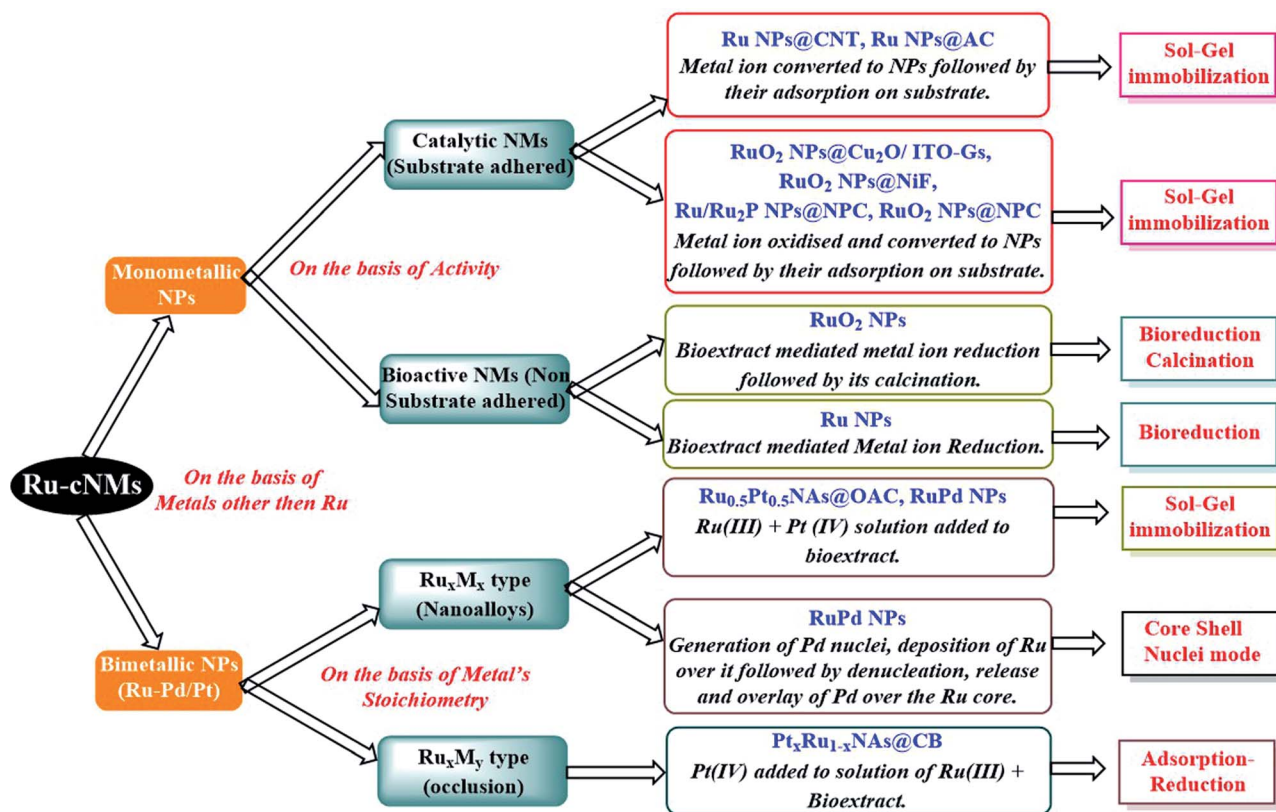 Ru-cNMs
On the basis of
Metals other then Ru
Monometallic
NPs
On the basis of Activity
Catalytic NMs
(Substrate adhered)
Ru NPs@CNT, Ru NPs@AC
Metal ion converted to NPs followed by
their adsorption on substrate.
Sol-Gel
immobilization
RuO₂ NPs@Cu₂O/ ITO-Gs,
RuO₂ NPs@NiF,
Ru/Ru₂P NPs@NPC, RuO₂ NPs@NPC
Metal ion oxidised and converted to NPs
followed by their adsorption on substrate.
Sol-Gel
immobilization
Bioactive NMs (Non
Substrate adhered)
RuO₂ NPs
Bioextract mediated metal ion reduction
followed by its calcination.
Bioreduction
Calcination
Ru NPs
Bioextract mediated Metal ion Reduction.
Bioreduction
Bimetallic NPs
(Ru-Pd/Pt)
On the basis of Metal's
Stoichiometry
RuₓMₓ type
(Nanoalloys)
Ru₀.₅Pt₀.₅NAs@OAC, RuPd NPs
Ru(III) + Pt (IV) solution added to
bioextract.
Sol-Gel
immobilization
RuPd NPs
Generation of Pd nuclei, deposition of Ru
over it followed by denucleation, release
and overlay of Pd over the Ru core.
Core Shell
Nuclei mode
RuₓMᵧ type
(occlusion)
PtₓRu₁₋ₓNAs@CB
Pt(IV) added to solution of Ru(III) +
Bioextract.
Adsorption-
Reduction